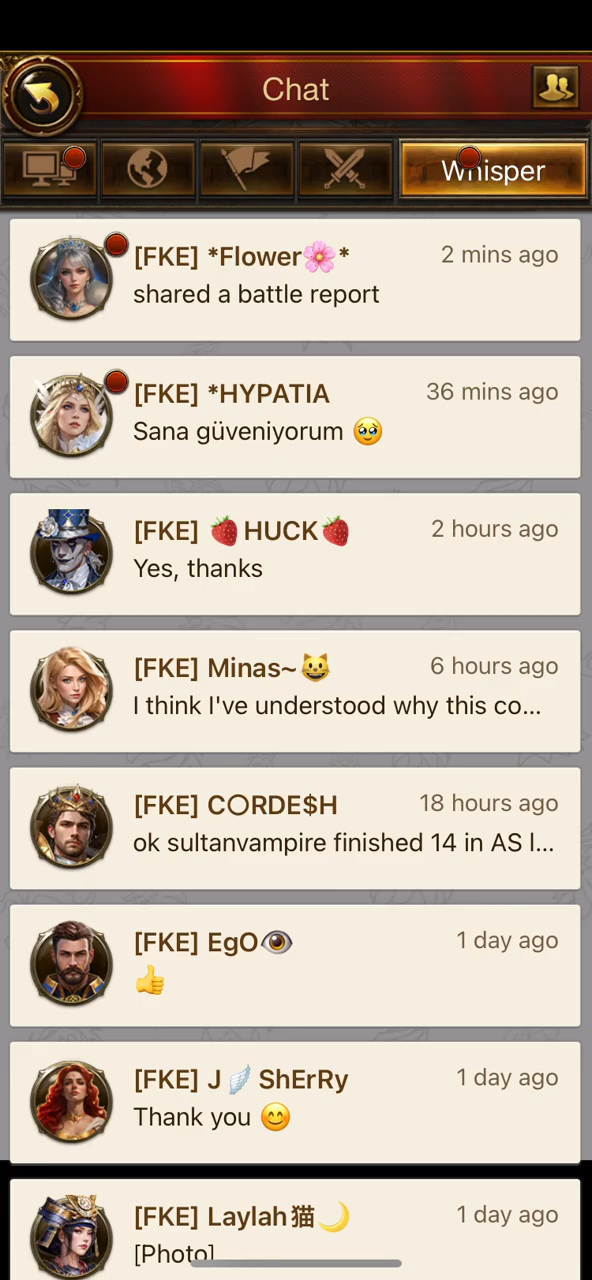 Chat
Whisper
[FKE] *Flower🌸* 2 mins ago
shared a battle report
[FKE] *HYPATIA 36 mins ago
Sana güveniyorum 🥹
[FKE] 🍓HUCK🍓 2 hours ago
Yes, thanks
[FKE] Minas~😺 6 hours ago
I think I've understood why this co...
[FKE] C〇RDE$H 18 hours ago
ok sultanvampire finished 14 in AS l...
[FKE] EgO👁️ 1 day ago
👍
[FKE] J🪽ShErRy 1 day ago
Thank you 😊
[FKE] Laylah猫🌙 1 day ago
[Photo]